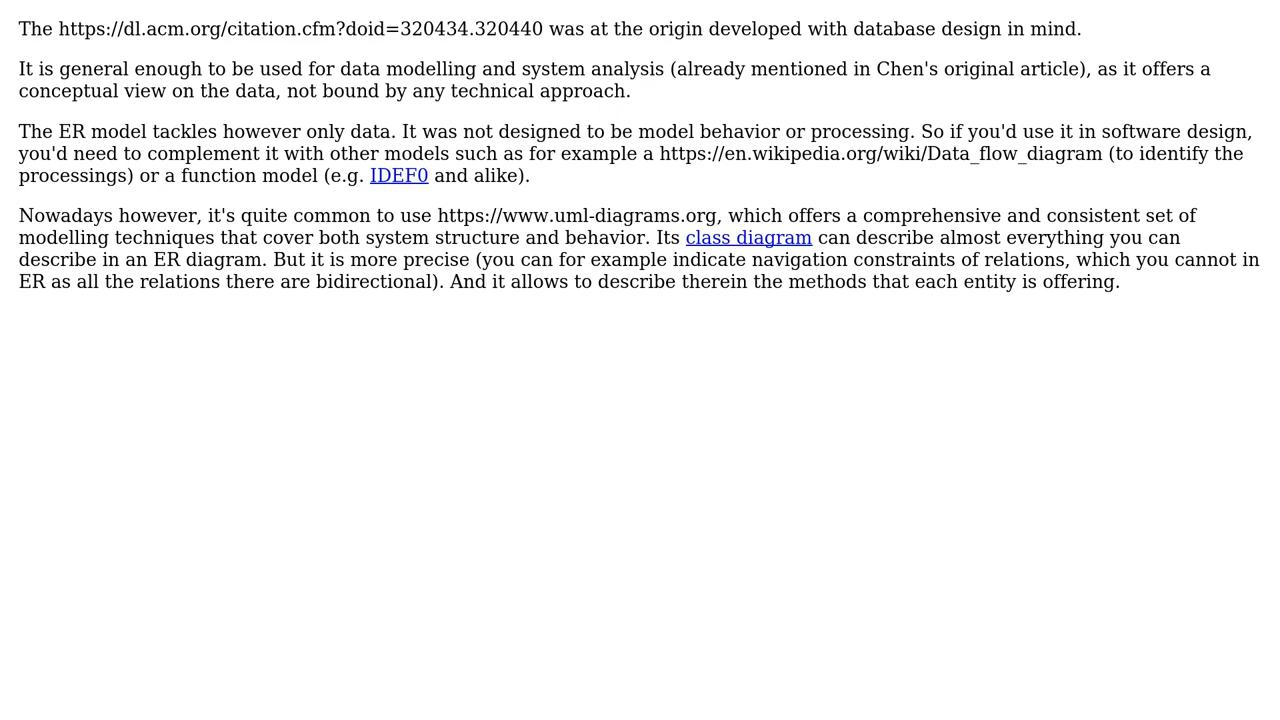 The https://dl.acm.org/citation.cfm?doid=320434.320440 was at the origin developed with database design in mind.
It is general enough to be used for data modelling and system analysis (already mentioned in Chen's original article), as it offers a
conceptual view on the data, not bound by any technical approach.
The ER model tackles however only data. It was not designed to be model behavior or processing. So if you'd use it in software design,
you'd need to complement it with other models such as for example a https://en.wikipedia.org/wiki/Data_flow_diagram (to identify the
processings) or a function model (e.g. IDEF0 and alike).
Nowadays however, it's quite common to use https://www.uml-diagrams.org, which offers a comprehensive and consistent set of
modelling techniques that cover both system structure and behavior. Its class diagram can describe almost everything you can
describe in an ER diagram. But it is more precise (you can for example indicate navigation constraints of relations, which you cannot in
ER as all the relations there are bidirectional). And it allows to describe therein the methods that each entity is offering.